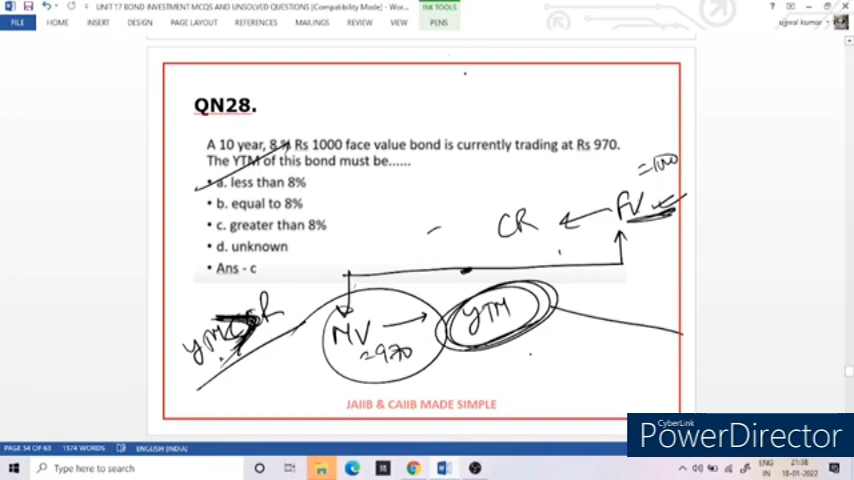 UNIT 17 BOND INVESTMENT MCQS AND UNSOLVED QUESTIONS [Compatibility Mode] - Wor...
INK TOOLS
FILE HOME INSERT DESIGN PAGE LAYOUT REFERENCES MAILINGS REVIEW VIEW PENS
ujjwal kumar
QN28.
A 10 year, 8 % Rs 1000 face value bond is currently trading at Rs 970.
The YTM of this bond must be......
• a. less than 8%
• b. equal to 8%
• c. greater than 8%
• d. unknown
• Ans - c
FV
CR
MV
=970
YTM
JAIIB & CAIIB MADE SIMPLE
CyberLink
PowerDirector
PAGE 54 OF 63 1574 WORDS ENGLISH (INDIA)
Type here to search
ENG
IN
21:38
18-01-2022